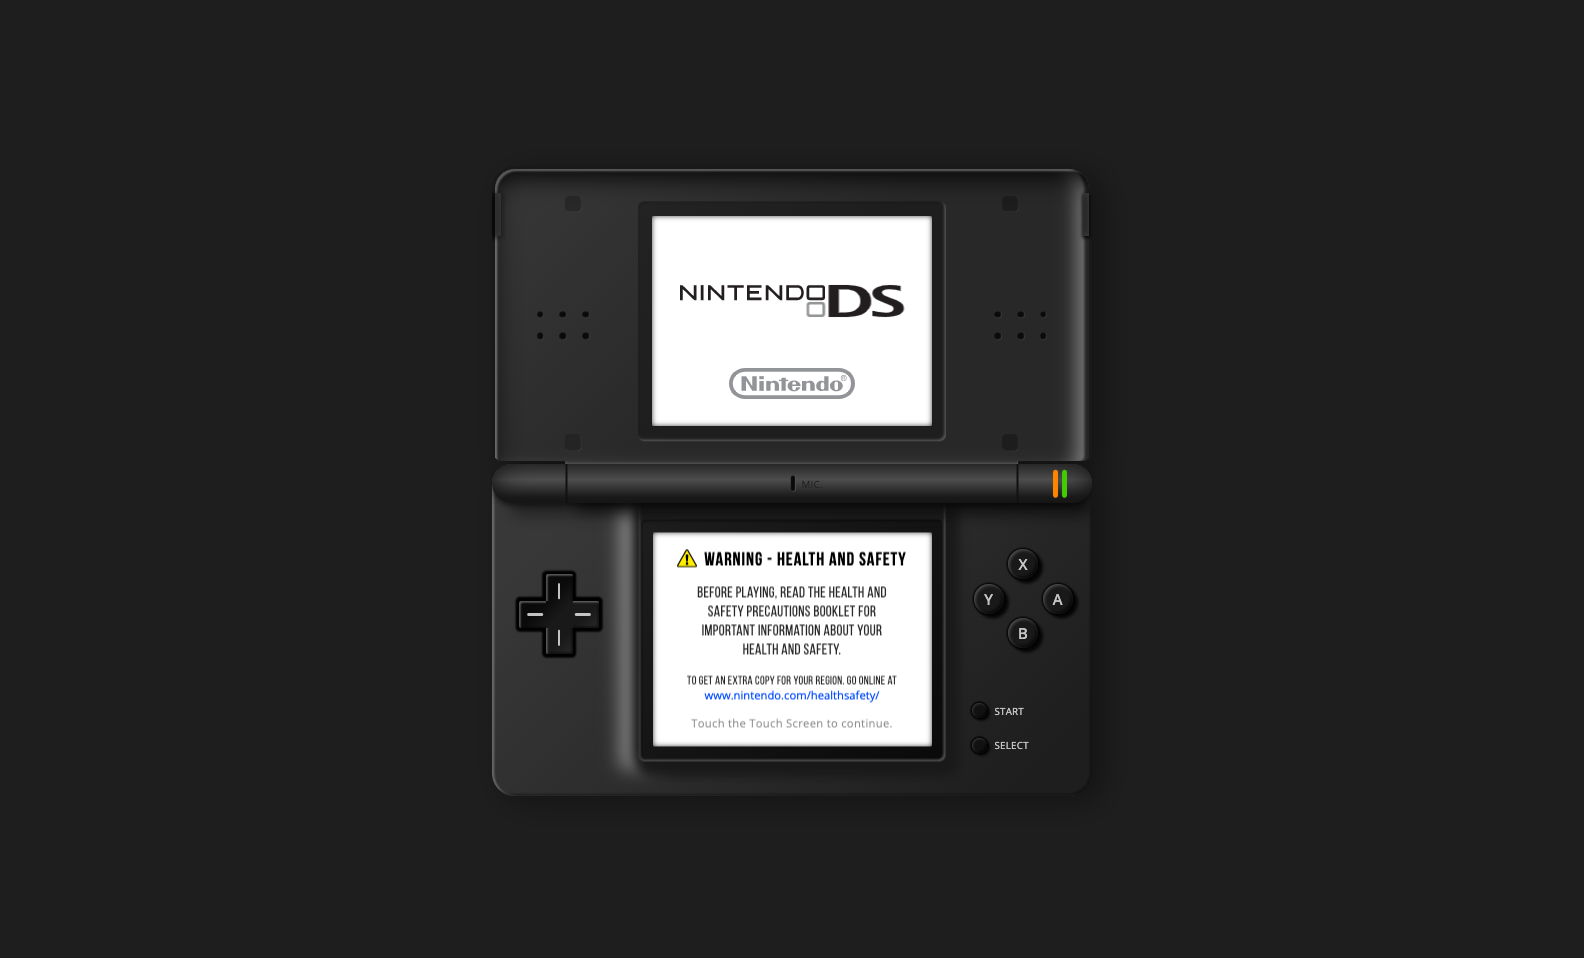 NINTENDO DS
Nintendo®
MIC.
WARNING - HEALTH AND SAFETY
BEFORE PLAYING, READ THE HEALTH AND
SAFETY PRECAUTIONS BOOKLET FOR
IMPORTANT INFORMATION ABOUT YOUR
HEALTH AND SAFETY.
TO GET AN EXTRA COPY FOR YOUR REGION, GO ONLINE AT
www.nintendo.com/healthsafety/
Touch the Touch Screen to continue.
X
Y
A
B
START
SELECT